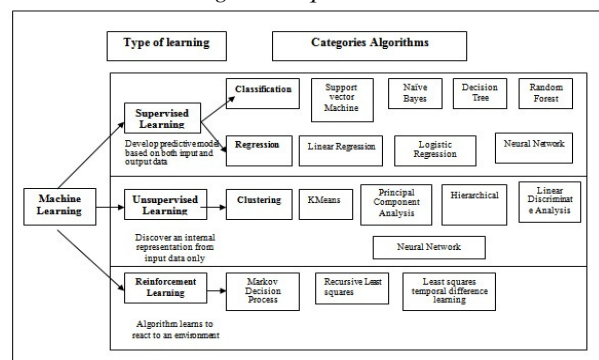 Type of learning
Categories Algorithms
Classification
Support
vector
Machine
Naïve
Bayes
Decision
Tree
Random
Forest
Supervised
Learning
Develop predictive model
based on both input and
output data
Regression
Linear Regression
Logistic
Regression
Neural Network
Machine
Learning
Unsupervised
Learning
Clustering
KMeans
Principal
Component
Analysis
Hierarchical
Linear
Discriminat
e Analysis
Discover an internal
representation from
input data only
Neural Network
Reinforcement
Learning
Markov
Decision
Process
Recursive Least
squares
Least squares
temporal difference
learning
Algorithm learns to
react to an environment